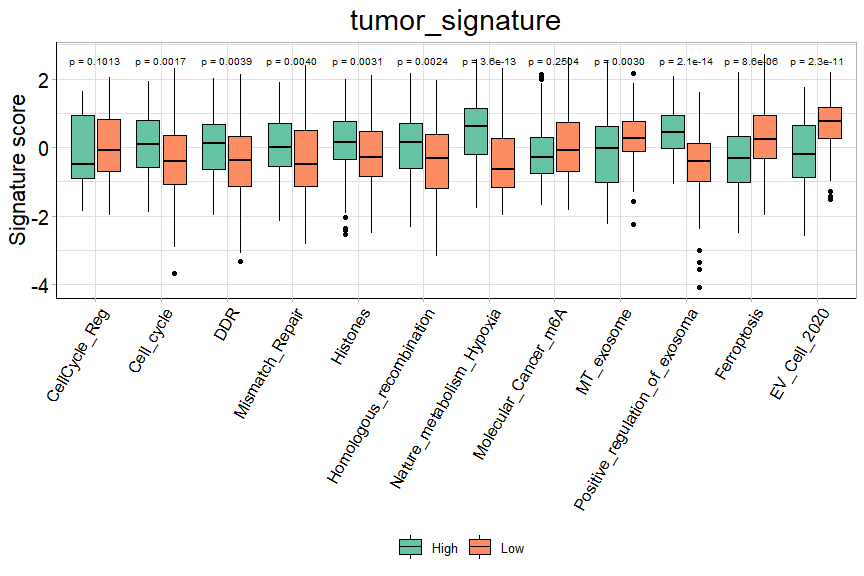 tumor_signature
p = 0.1013 p = 0.0017 p = 0.0039 p = 0.0040 p = 0.0031 p = 0.0024 p = 3.6e-13 p = 0.2504 p = 0.0030 p = 2.1e-14 p = 8.6e-06 p = 2.3e-11
Signature score
2
0
-2
-4
CellCycle_Reg
Cell_cycle
DDR
Mismatch_Repair
Histones
Homologous_recombination
Nature_metabolism_Hypoxia
Molecular_Cancer_m6A
MT_exosome
Positive_regulation_of_exosoma
Ferroptosis
EV_Cell_2020
High Low